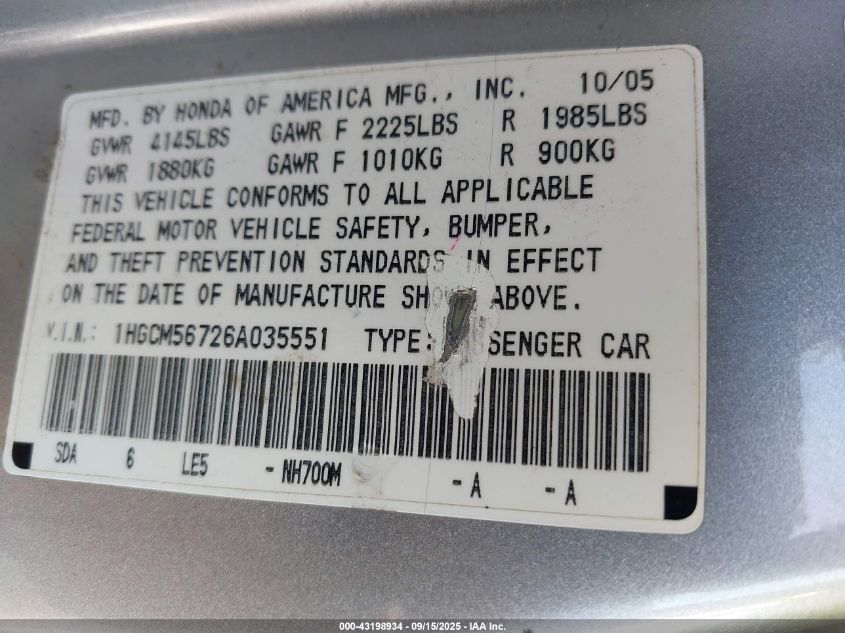 MFD. BY HONDA OF AMERICA MFG., INC. 10/05
GVWR 4145LBS GAWR F 2225LBS R 1985LBS
GVWR 1880KG GAWR F 1010KG R 900KG
THIS VEHICLE CONFORMS TO ALL APPLICABLE
FEDERAL MOTOR VEHICLE SAFETY, BUMPER,
AND THEFT PREVENTION STANDARDS IN EFFECT
ON THE DATE OF MANUFACTURE ABOVE.
V.I.N.: 1HGCM56726A035551 TYPE: SENGER CAR
SDA 6 LE5 -NH700M -A -A
000-43198934 - 09/15/2025 - IAA Inc.